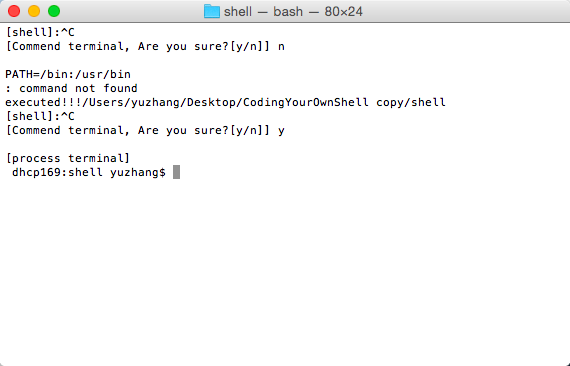 shell — bash — 80×24
[shell]:^C
[Commend terminal, Are you sure?[y/n]] n
PATH=/bin:/usr/bin
: command not found
executed!!!/Users/yuzhang/Desktop/CodingYourOwnShell copy/shell
[shell]:^C
[Commend terminal, Are you sure?[y/n]] y
[process terminal]
dhcp169:shell yuzhang$